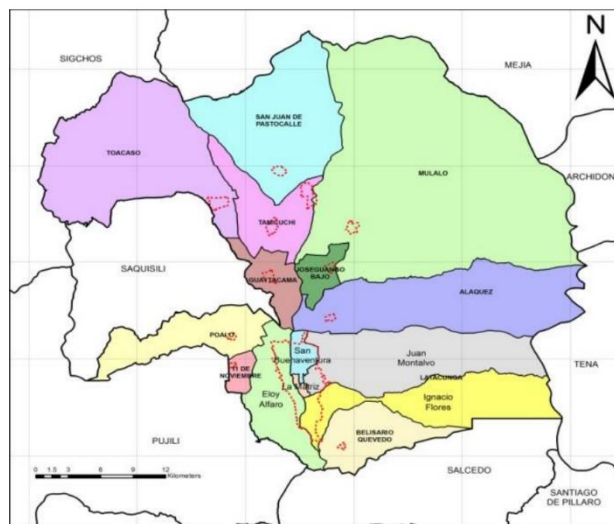 N
SIGCHOS
MEJIA
SAN JUAN DE
PASTOCALLE
TOACASO
MULALO
ARCHIDON
TANICUCHI
SAQUISILI
GUAYTACAMA
JOSEGUANGO
BAJO
ALAQUEZ
POALO
San
Buenaventura
Juan
Montalvo
TENA
11 DE
NOVIEMBRE
LATACUNGA
La Matriz
Eloy
Alfaro
Ignacio
Flores
BELISARIO
QUEVEDO
PUJILI
SALCEDO
0 1.5 3 6 9 12
Kilometers
SANTIAGO
DE PILLARO